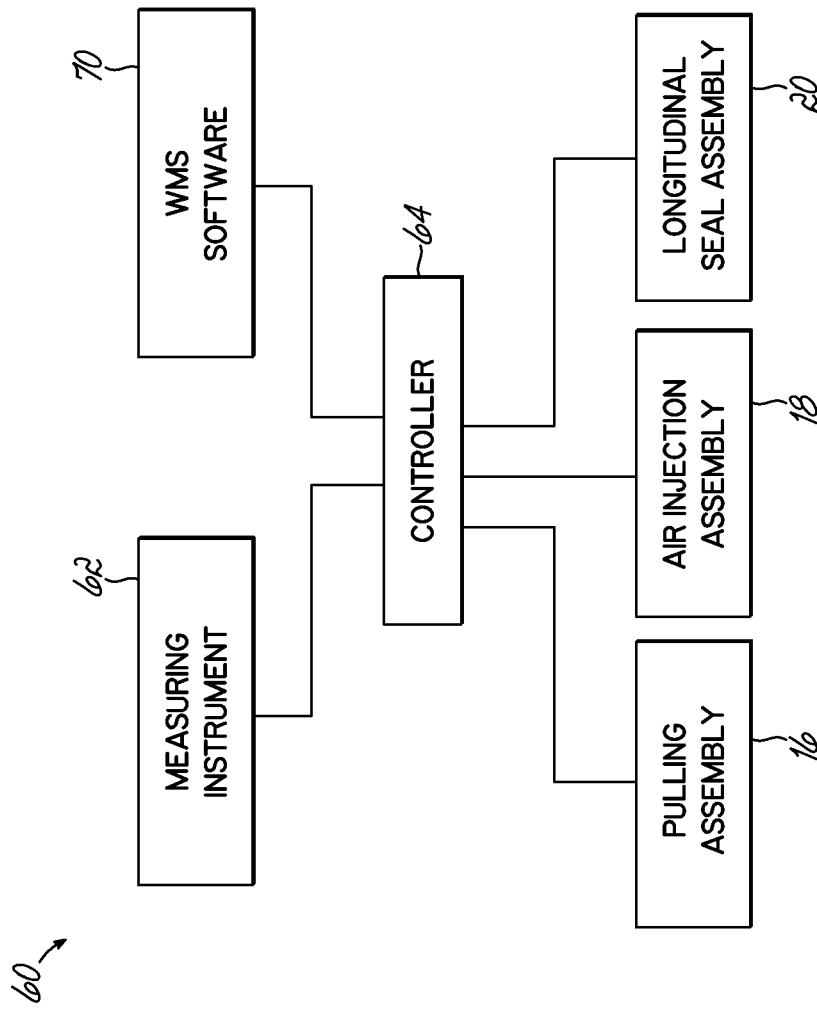 60
62
MEASURING
INSTRUMENT
70
WMS
SOFTWARE
64
CONTROLLER
PULLING
ASSEMBLY
16
AIR INJECTION
ASSEMBLY
18
LONGITUDINAL
SEAL ASSEMBLY
20